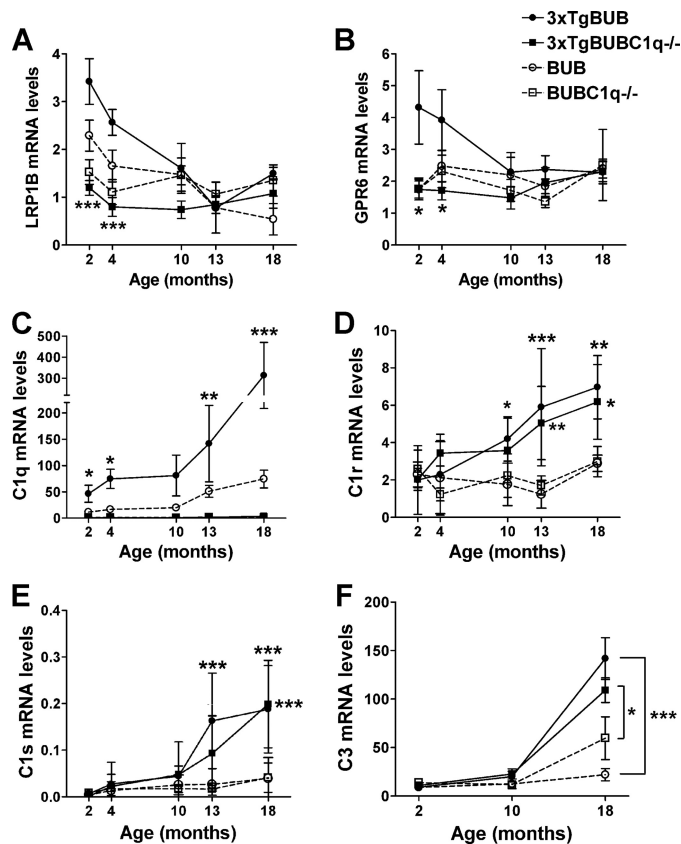 3xTgBUB
3xTgBUBC1q-/-
BUB
BUBC1q-/-
A
LRP1B mRNA levels
4
3
2
1
0
***
***
2 4 10 13 18
Age (months)
B
GPR6 mRNA levels
6
5
4
3
2
1
0
* *
2 4 10 13 18
Age (months)
C
C1q mRNA levels
500
400
300
200
150
100
50
0
* * ** ***
2 4 10 13 18
Age (months)
D
C1r mRNA levels
10
8
6
4
2
0
* *** **
** *
2 4 10 13 18
Age (months)
E
C1s mRNA levels
0.4
0.3
0.2
0.1
0.0
*** ***
***
2 4 10 13 18
Age (months)
F
C3 mRNA levels
200
150
100
50
0
* ***
2 10 18
Age (months)